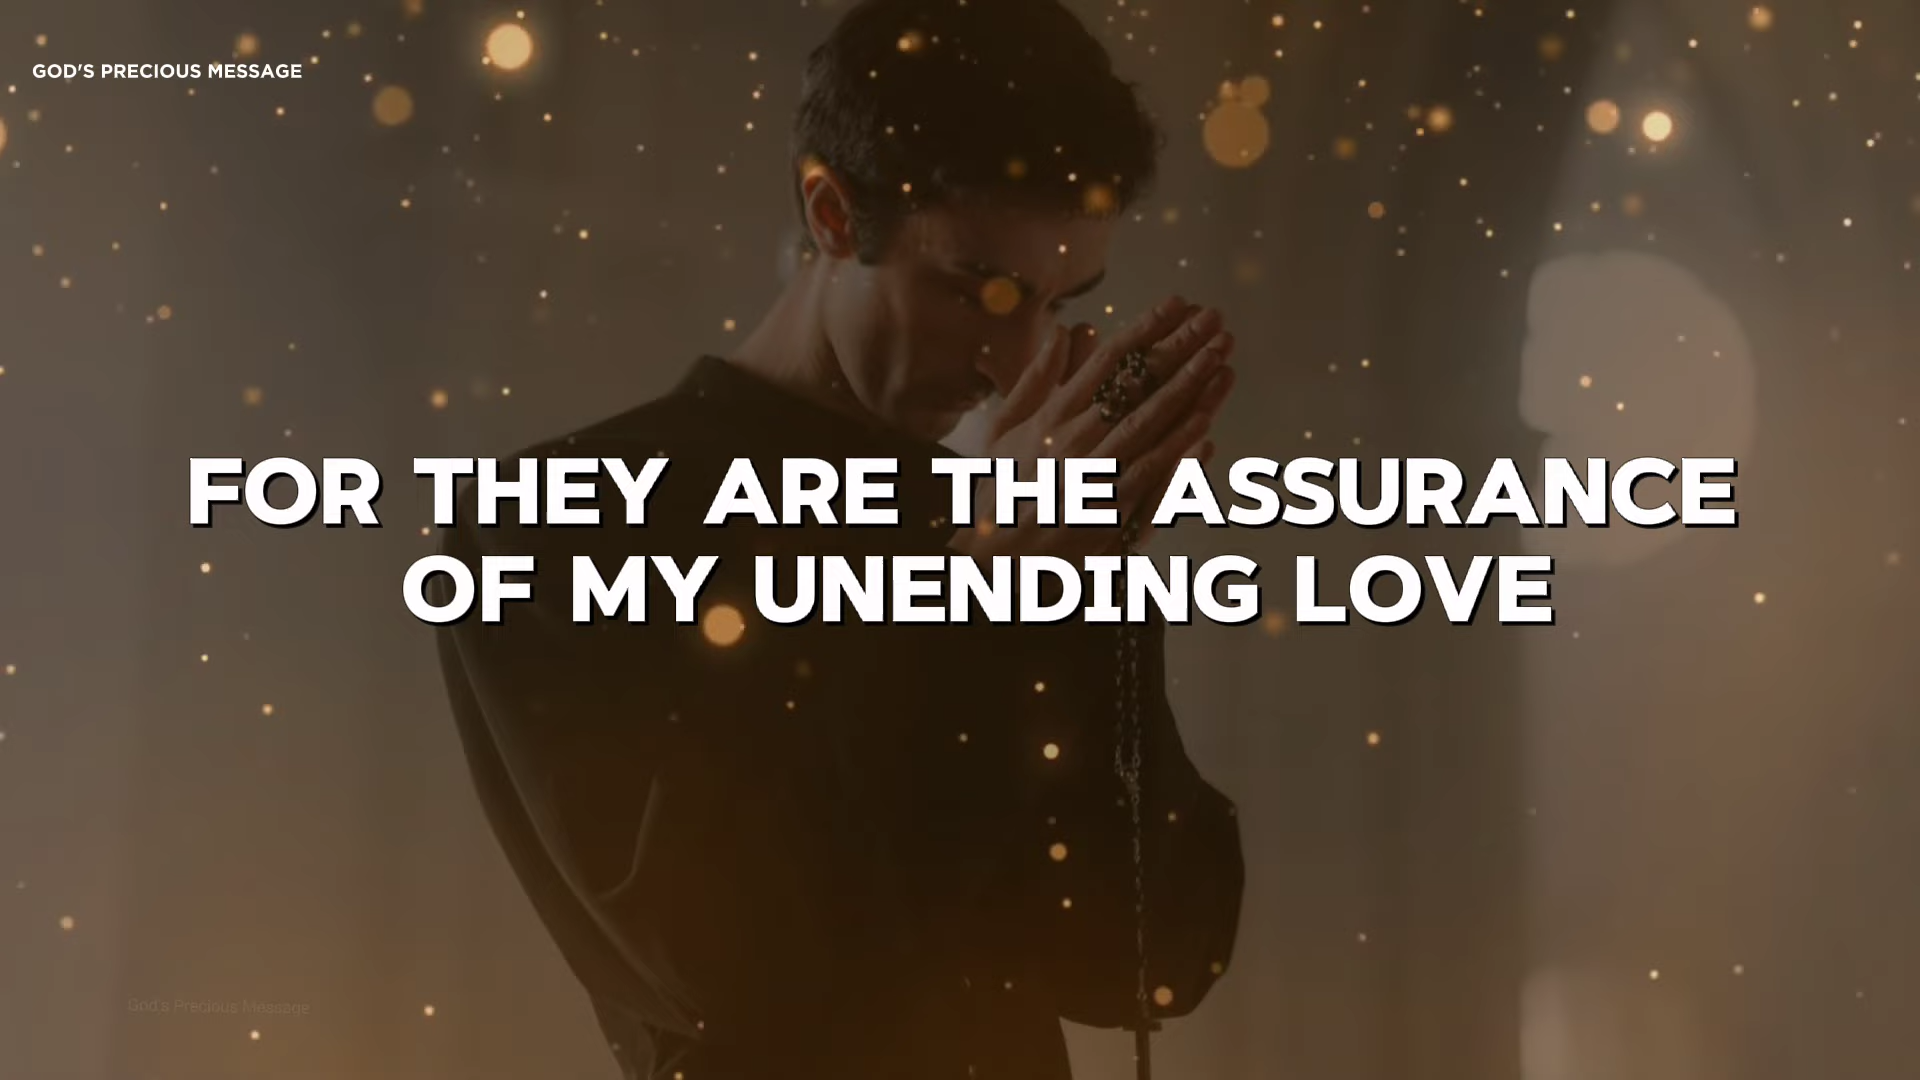 GOD'S PRECIOUS MESSAGE
FOR THEY ARE THE ASSURANCE
OF MY UNENDING LOVE
God's Precious Message